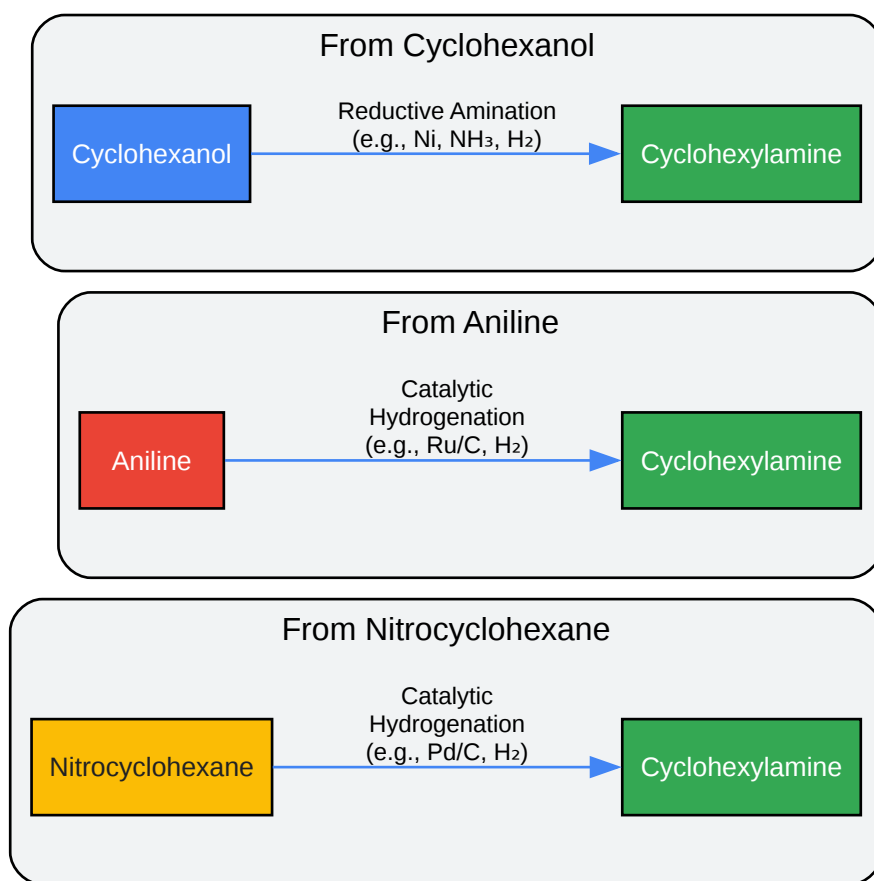 From Cyclohexanol
Reductive Amination
(e.g., Ni, NH₃, H₂)
Cyclohexanol
Cyclohexylamine
From Aniline
Catalytic
Hydrogenation
(e.g., Ru/C, H₂)
Aniline
Cyclohexylamine
From Nitrocyclohexane
Catalytic
Hydrogenation
(e.g., Pd/C, H₂)
Nitrocyclohexane
Cyclohexylamine